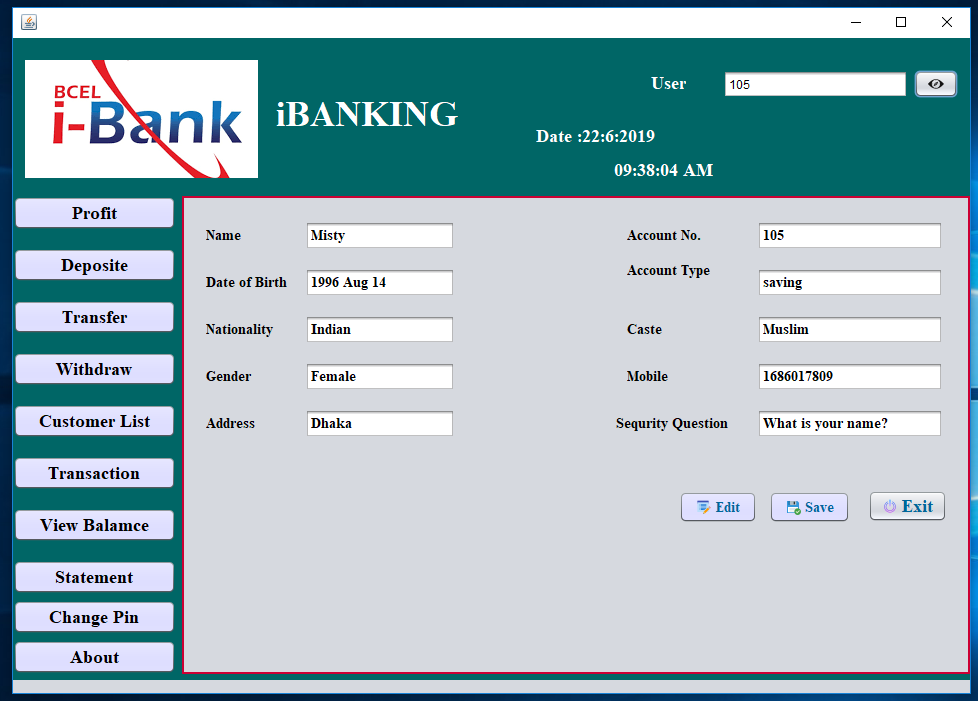 User 105
BCEL
i-Bank
iBANKING
Date :22:6:2019
09:38:04 AM
Profit
Deposite
Transfer
Withdraw
Customer List
Transaction
View Balamce
Statement
Change Pin
About
Name Misty
Date of Birth 1996 Aug 14
Nationality Indian
Gender Female
Address Dhaka
Account No. 105
Account Type saving
Caste Muslim
Mobile 1686017809
Sequrity Question What is your name?
Edit Save Exit